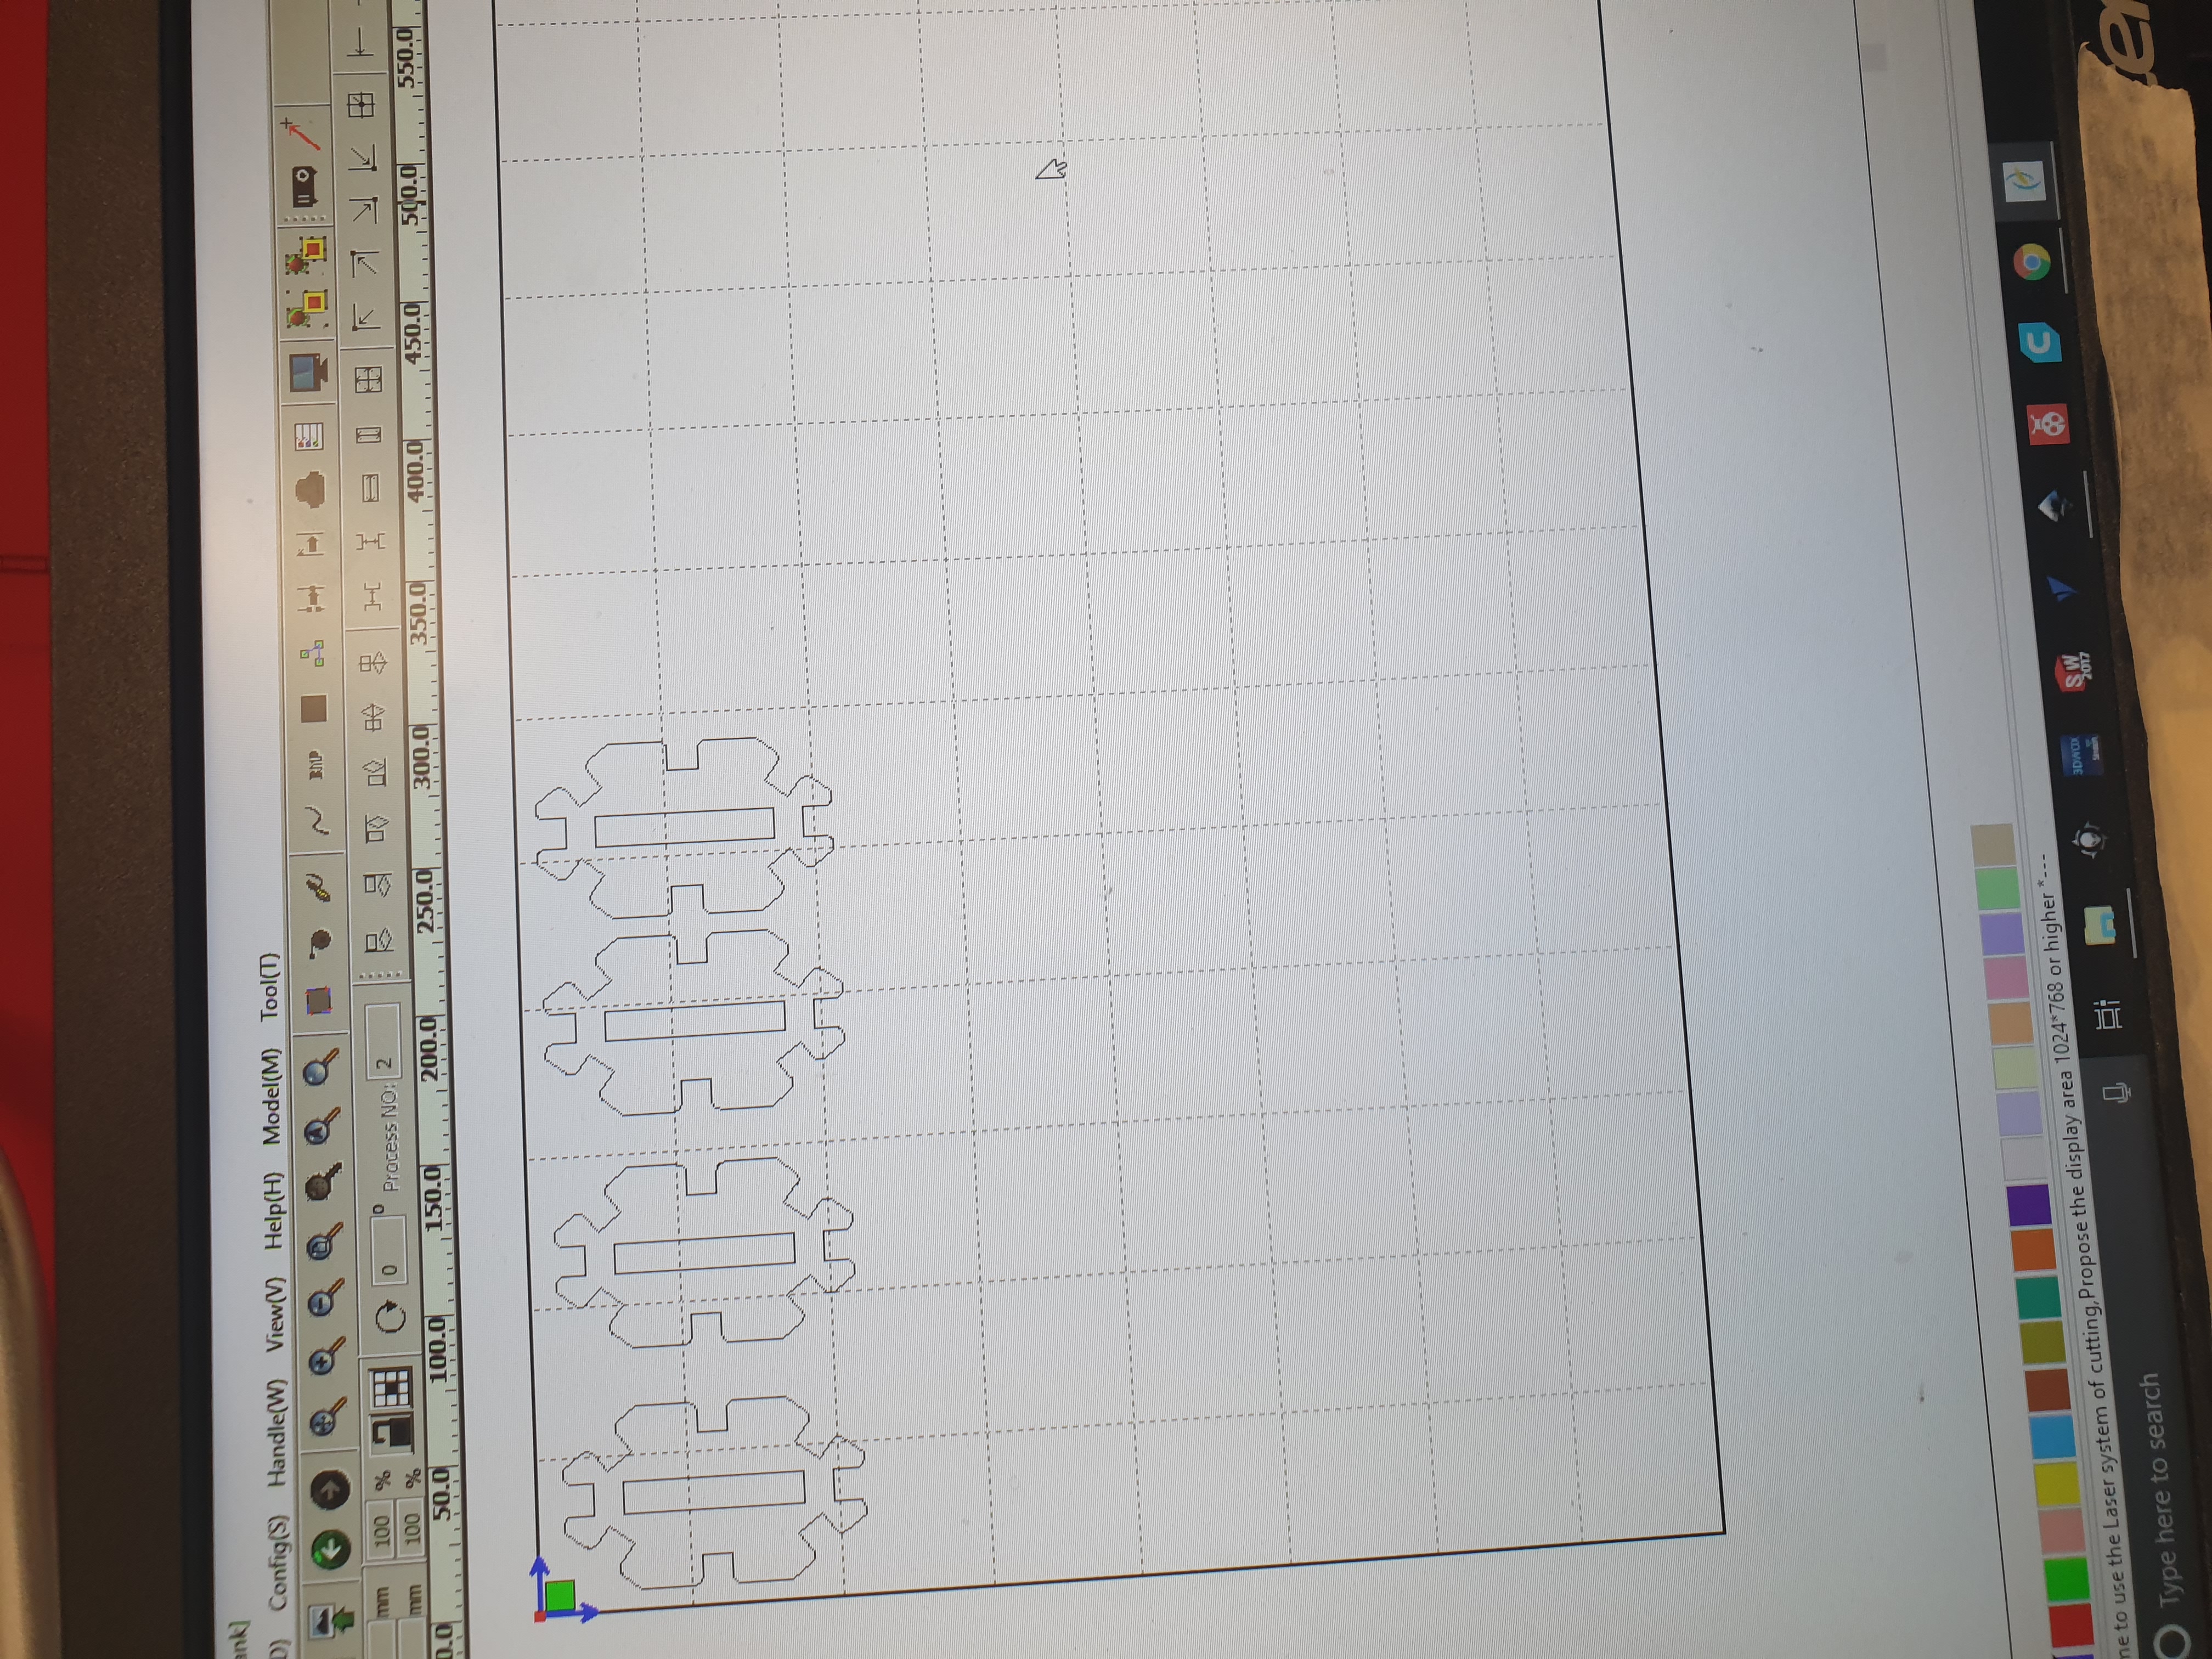 ank]
D) Config(S) Handle(W) View(V) Help(H) Model(M) Tool(T)
BMP
mm 100 %
mm 100 %
0 ° Process NO: 2
0.0 50.0 100.0 150.0 200.0 250.0 300.0 350.0 400.0 450.0 500.0 550.0
me to use the Laser system of cutting,Propose the display area 1024*768 or higher *---
Type here to search
3DWOX
SW
2017
C
er